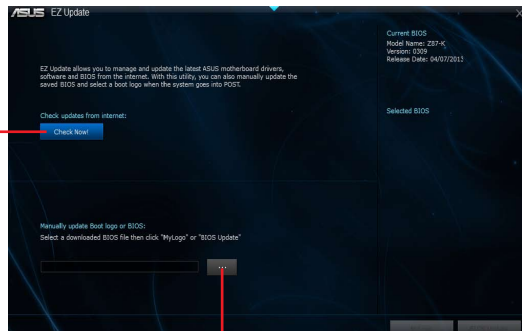 ASUS EZ Update
Current BIOS
Model Name: Z87-K
Version: 0309
Release Date: 04/07/2013
EZ Update allows you to manage and update the latest ASUS motherboard drivers,
software and BIOS from the internet. With this utility, you can also manually update the
saved BIOS and select a boot logo when the system goes into POST.
Check updates from internet:
Check Now!
Selected BIOS
Manually update Boot logo or BIOS:
Select a downloaded BIOS file then click "MyLogo" or "BIOS Update"
...